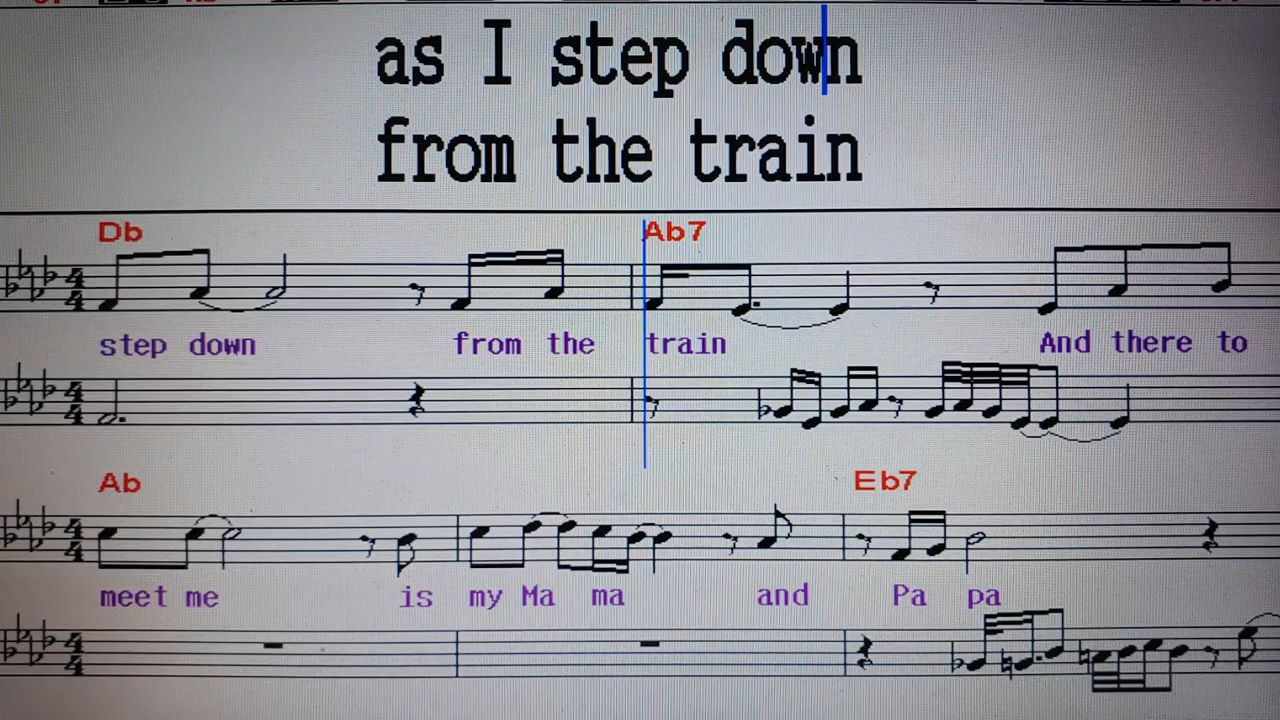 as I step down
from the train
Db Ab7
step down from the train And there to
Ab Eb7
meet me is my Ma ma and Pa pa